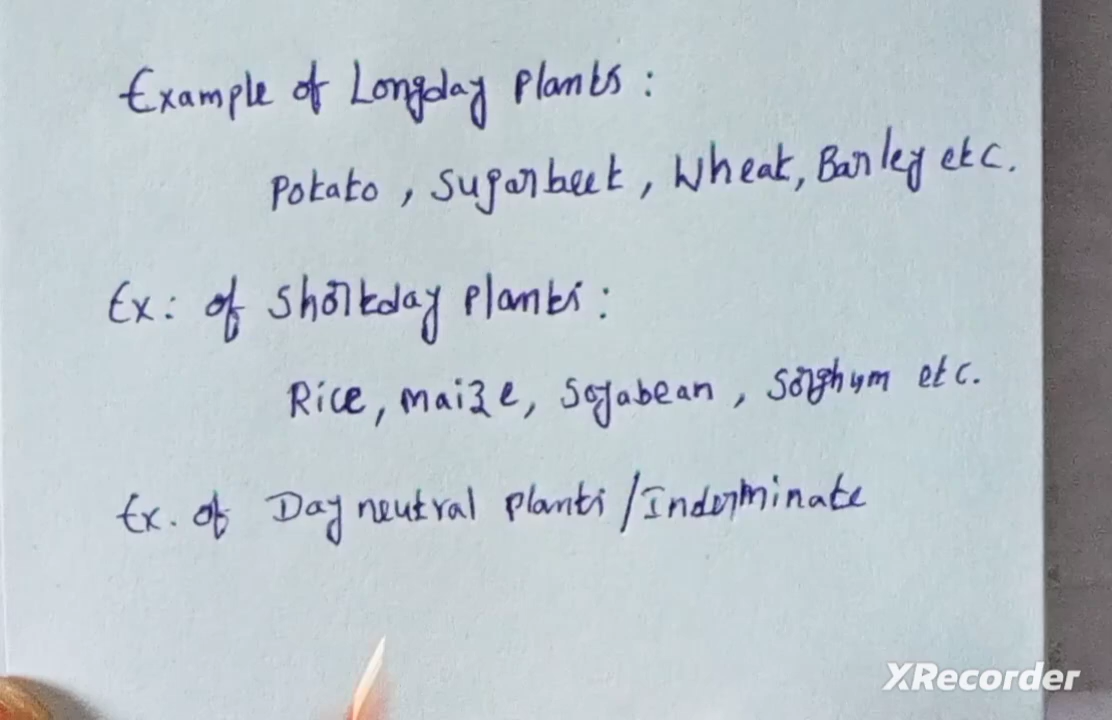 Example of Longday Plants :
Potato , Sugarbeet , Wheat, Barley etc.
Ex: of Shortday Plants :
Rice, maize, Soyabean , Sorghum etc.
Ex. of Day neutral Plants / Inderminate
XRecorder